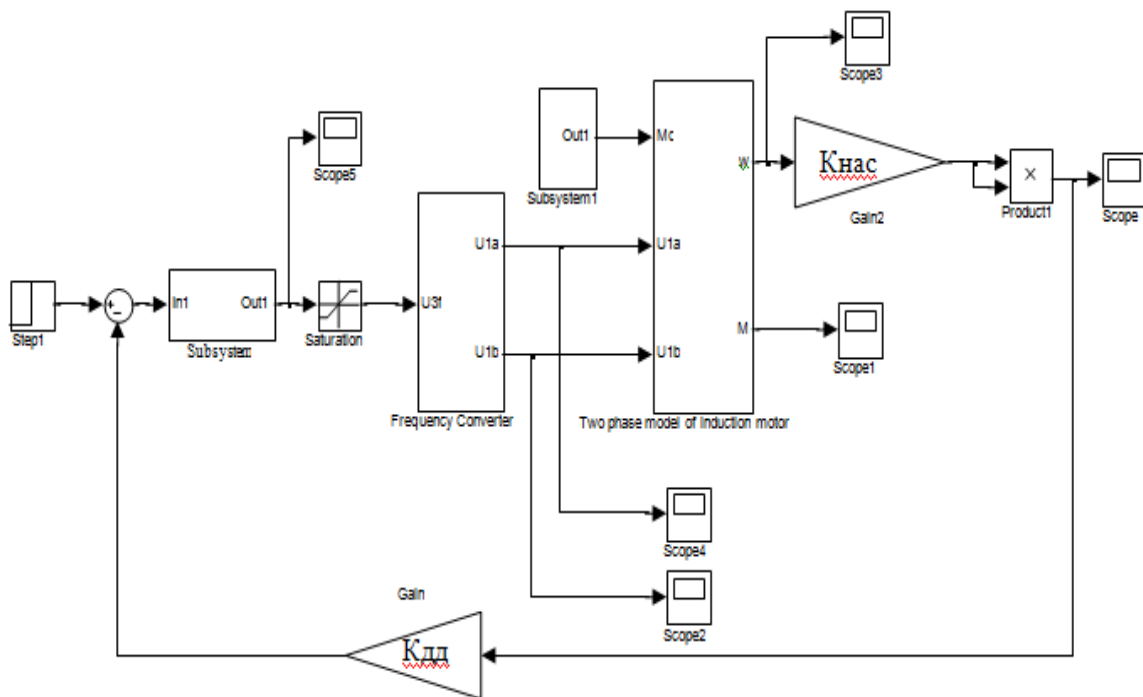 Scope3
Out1
Mc
Scope5
Subsystem1
W
Кнас
×
Product1
Scope
Gain2
U1a
U1a
In1
Out1
U3f
Step1
Subsystem
Saturation
M
U1b
U1b
Scope1
Frequency Converter
Two phase model of Induction motor
Scope4
Gain
Scope2
Кдд